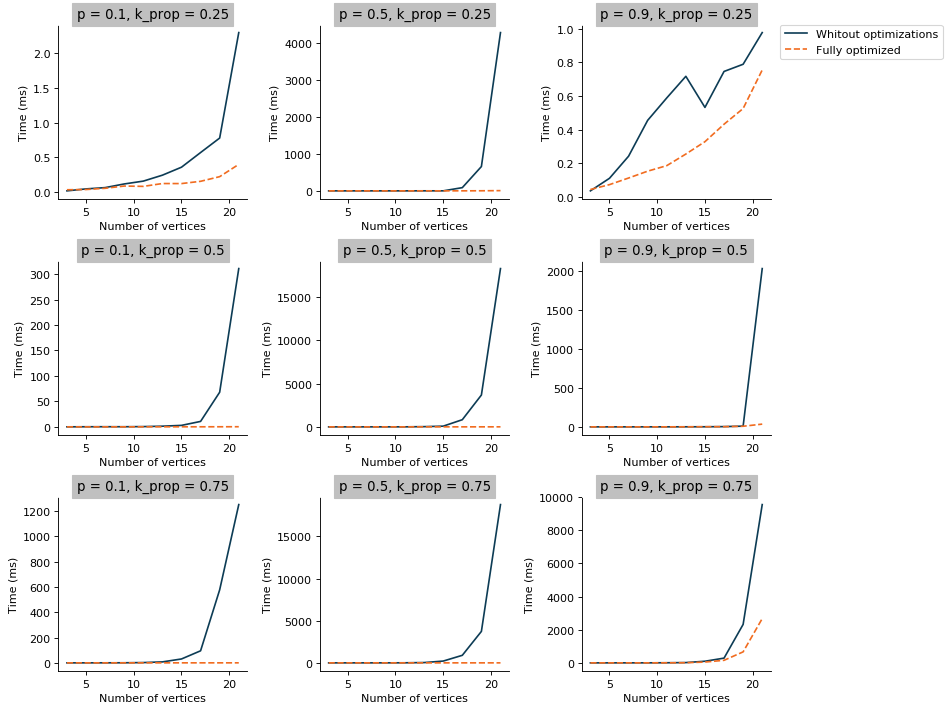 p = 0.1, k_prop = 0.25
p = 0.5, k_prop = 0.25
p = 0.9, k_prop = 0.25
Whitout optimizations
Fully optimized
Time (ms)
2.0
1.5
1.0
0.5
0.0
5 10 15 20
Number of vertices
Time (ms)
4000
3000
2000
1000
0
5 10 15 20
Number of vertices
Time (ms)
1.0
0.8
0.6
0.4
0.2
0.0
5 10 15 20
Number of vertices
p = 0.1, k_prop = 0.5
p = 0.5, k_prop = 0.5
p = 0.9, k_prop = 0.5
Time (ms)
300
250
200
150
100
50
0
5 10 15 20
Number of vertices
Time (ms)
15000
10000
5000
0
5 10 15 20
Number of vertices
Time (ms)
2000
1500
1000
500
0
5 10 15 20
Number of vertices
p = 0.1, k_prop = 0.75
p = 0.5, k_prop = 0.75
p = 0.9, k_prop = 0.75
Time (ms)
1200
1000
800
600
400
200
0
5 10 15 20
Number of vertices
Time (ms)
15000
10000
5000
0
5 10 15 20
Number of vertices
Time (ms)
10000
8000
6000
4000
2000
0
5 10 15 20
Number of vertices